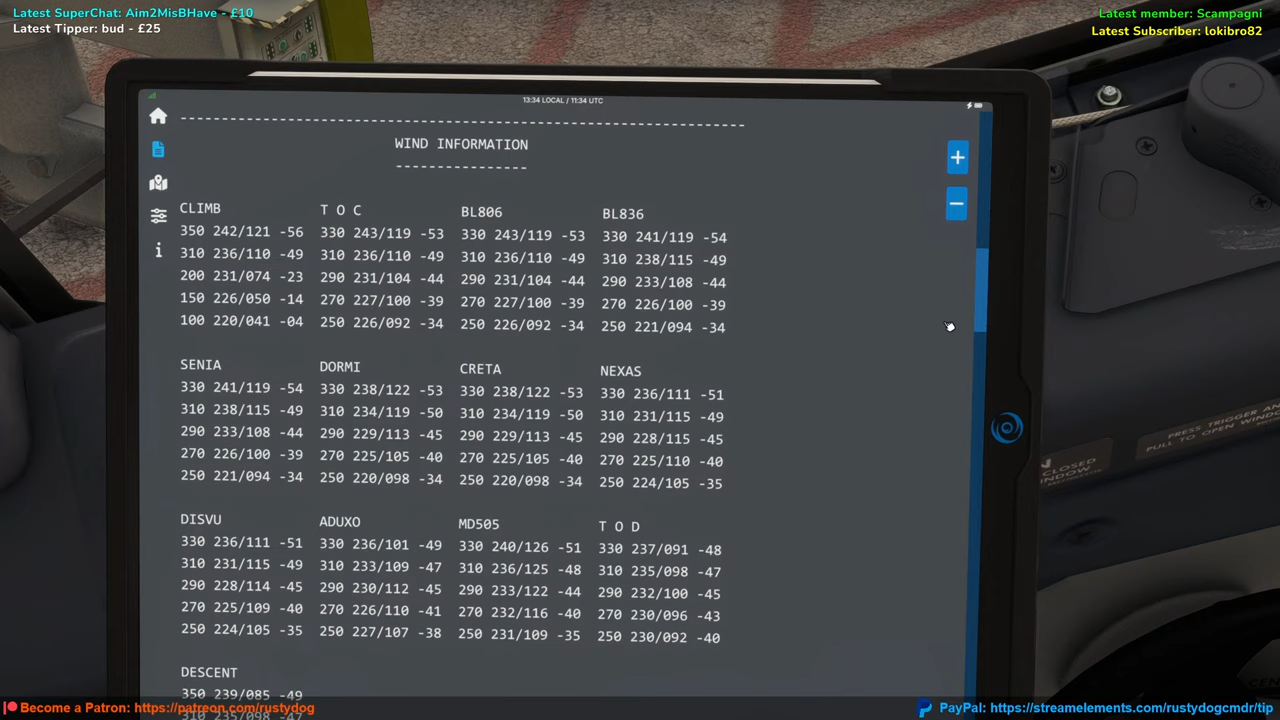 Latest SuperChat: Aim2MisBHave - £10
Latest Tipper: bud - £25
Latest member: Scampagni
Latest Subscriber: lokibro82
13:34 LOCAL / 11:34 UTC
--------------------------------------------------------------------
WIND INFORMATION
----------------
CLIMB T O C BL806 BL836
350 242/121 -56 330 243/119 -53 330 243/119 -53 330 241/119 -54
310 236/110 -49 310 236/110 -49 310 236/110 -49 310 238/115 -49
200 231/074 -23 290 231/104 -44 290 231/104 -44 290 233/108 -44
150 226/050 -14 270 227/100 -39 270 227/100 -39 270 226/100 -39
100 220/041 -04 250 226/092 -34 250 226/092 -34 250 221/094 -34
SENIA DORMI CRETA NEXAS
330 241/119 -54 330 238/122 -53 330 238/122 -53 330 236/111 -51
310 238/115 -49 310 234/119 -50 310 234/119 -50 310 231/115 -49
290 233/108 -44 290 229/113 -45 290 229/113 -45 290 228/115 -45
270 226/100 -39 270 225/105 -40 270 225/105 -40 270 225/110 -40
250 221/094 -34 250 220/098 -34 250 220/098 -34 250 224/105 -35
DISVU ADUXO MD505 T O D
330 236/111 -51 330 236/101 -49 330 240/126 -51 330 237/091 -48
310 231/115 -49 310 233/109 -47 310 236/125 -48 310 235/098 -47
290 228/114 -45 290 230/112 -45 290 233/122 -44 290 232/100 -45
270 225/109 -40 270 226/110 -41 270 232/116 -40 270 230/096 -43
250 224/105 -35 250 227/107 -38 250 231/109 -35 250 230/092 -40
DESCENT
350 239/085 -49
310 235/098 -47
PRESS TRIGGER AN
PULL TO OPEN WINDOW
CLOSED
Become a Patron: https://patreon.com/rustydog
PayPal: https://streamelements.com/rustydogcmdr/tip